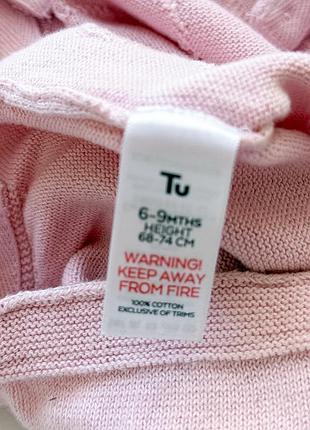 Tu
6-9MTHS
HEIGHT
68-74 CM
WARNING!
KEEP AWAY
FROM FIRE
100% COTTON
EXCLUSIVE OF TRIMS